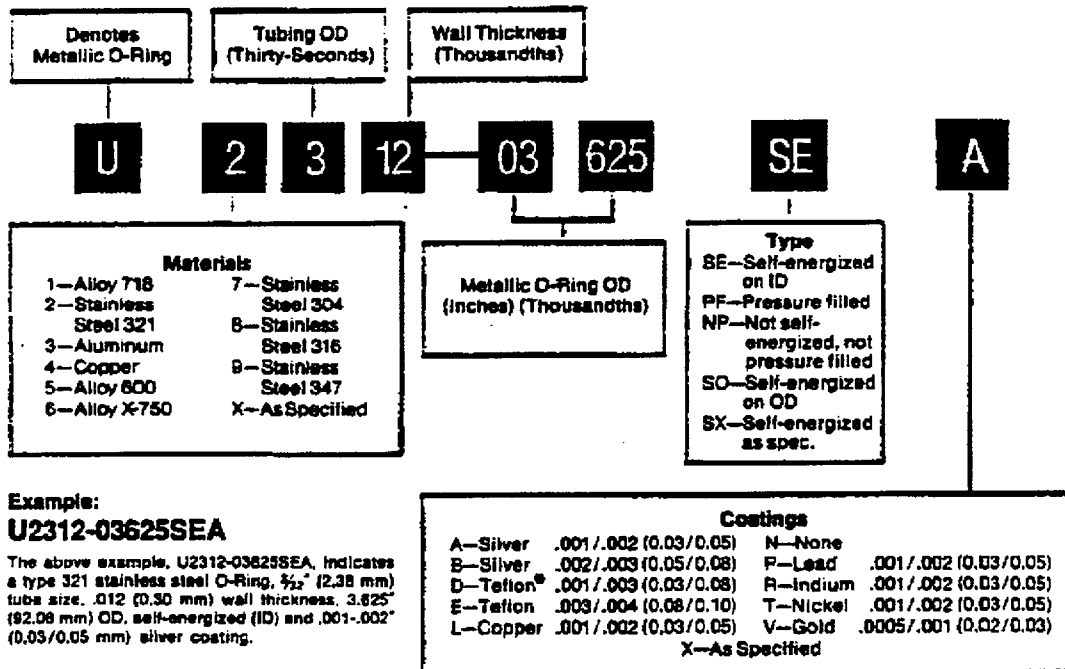 Denotes
Metallic O-Ring
Tubing OD
(Thirty-Seconds)
Wall Thickness
(Thousandths)
U 2 3 12 — 03 625 SE A
Materials
1—Alloy 718
2—Stainless
Steel 321
3—Aluminum
4—Copper
5—Alloy 600
6—Alloy X-750
7—Stainless
Steel 304
8—Stainless
Steel 316
9—Stainless
Steel 347
X—As Specified
Metallic O-Ring OD
(Inches) (Thousandths)
Type
SE—Self-energized
on ID
PF—Pressure filled
NP—Not self-
energized, not
pressure filled
SO—Self-energized
on OD
SX—Self-energized
as spec.
Example:
U2312-03625SEA
The above example, U2312-03625SEA, indicates
a type 321 stainless steel O-Ring, 3/32" (2.38 mm)
tube size, .012 (0.30 mm) wall thickness, 3.625"
(92.08 mm) OD, self-energized (ID) and .001-.002"
(0.03/0.05 mm) silver coating.
Coatings
A—Silver .001/.002 (0.03/0.05)
B—Silver .002/.003 (0.05/0.08)
D—Teflon® .001/.003 (0.03/0.08)
E—Teflon .003/.004 (0.08/0.10)
L—Copper .001/.002 (0.03/0.05)
N—None
P—Lead .001/.002 (0.03/0.05)
R—Indium .001/.002 (0.03/0.05)
T—Nickel .001/.002 (0.03/0.05)
V—Gold .0005/.001 (0.02/0.03)
X—As Specified